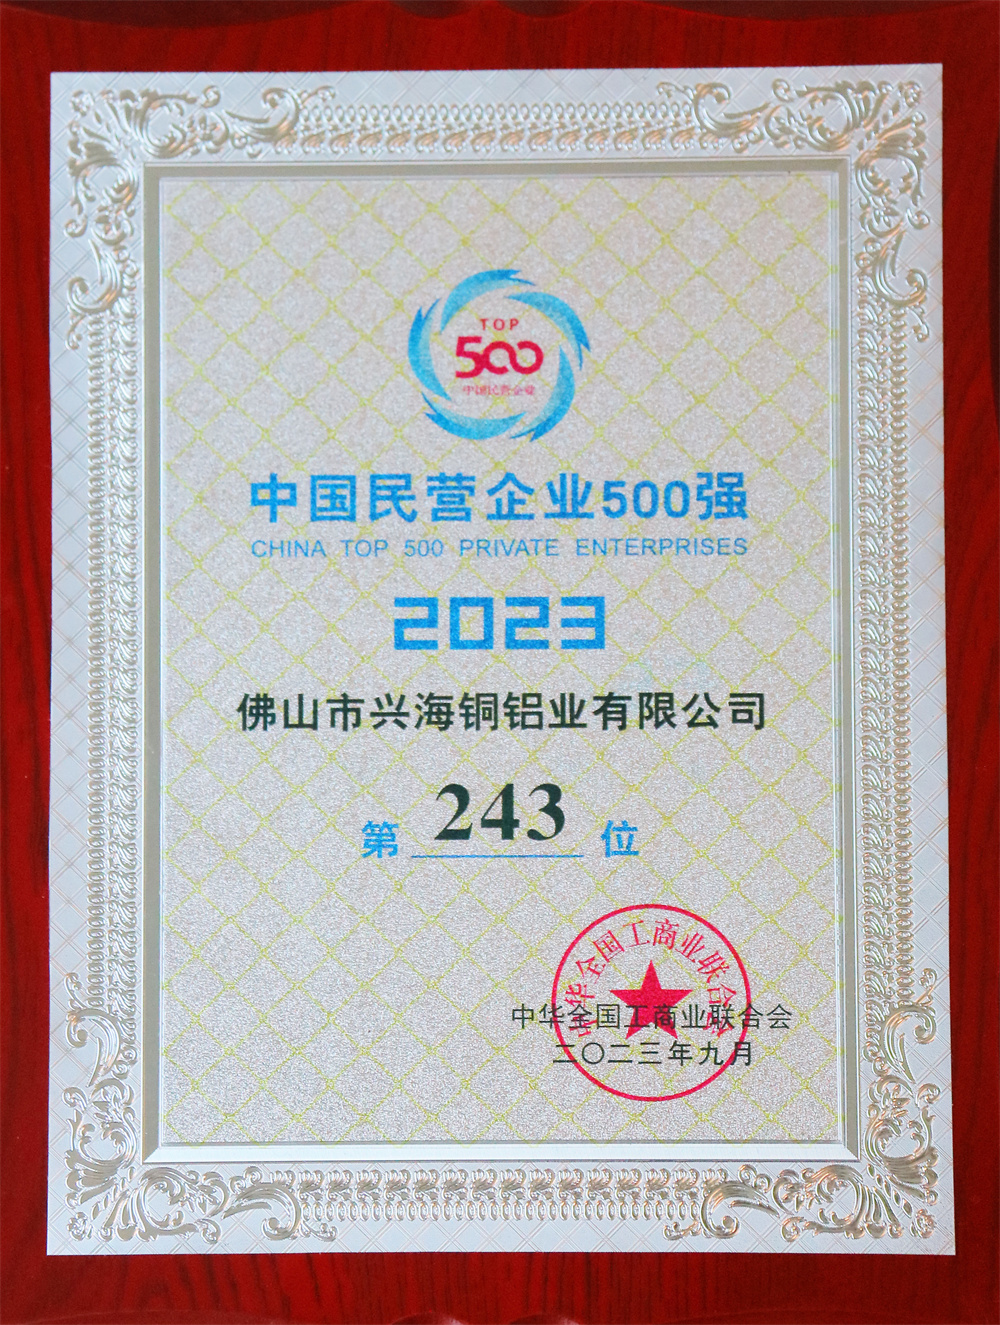 TOP
500
中国民营企业
中国民营企业500强
CHINA TOP 500 PRIVATE ENTERPRISES
2023
佛山市兴海铜铝业有限公司
第 243 位
中华全国工商业联合会
中华全国工商业联合会
二〇二三年九月